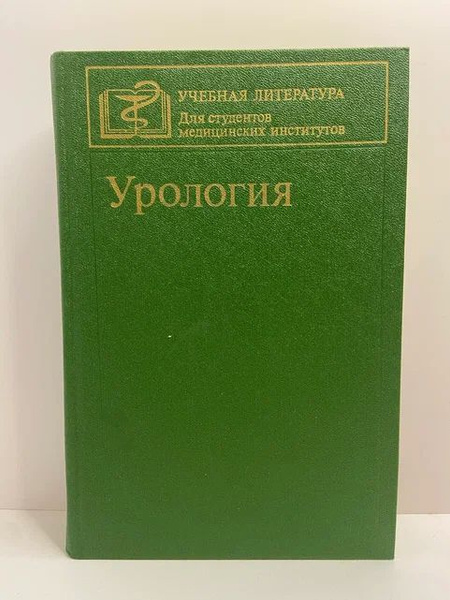 УЧЕБНАЯ ЛИТЕРАТУРА
Для студентов
медицинских институтов
Урология